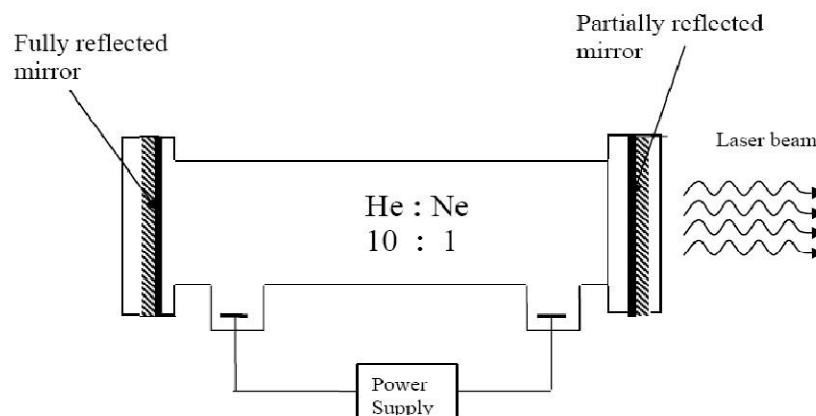 Fully reflected
mirror
Partially reflected
mirror
Laser beam
He : Ne
10 : 1
Power
Supply